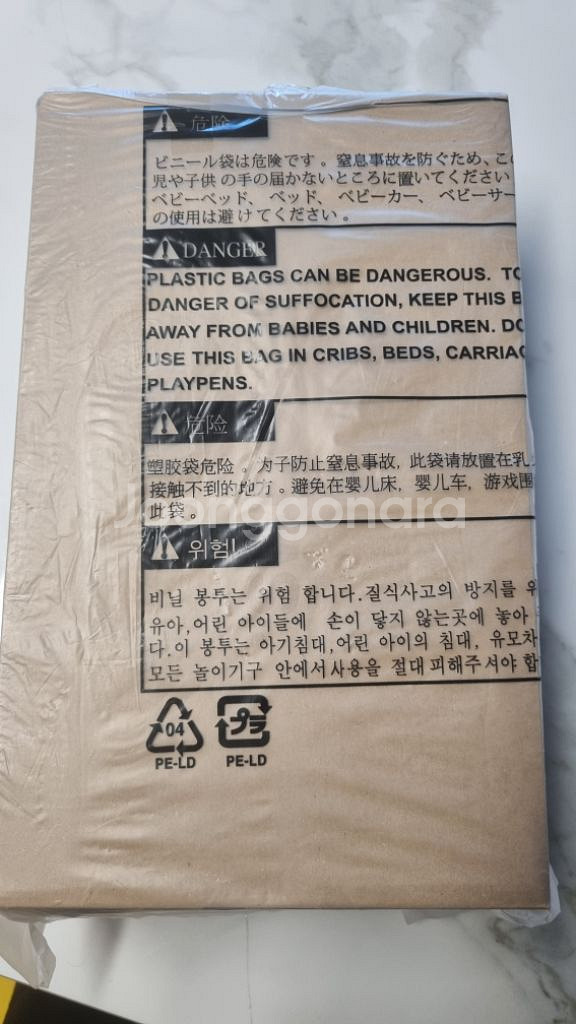 危险
ビニール袋は危険です。窒息事故を防ぐため、この
児や子供の手の届かないところに置いてください
ベビーベッド、ベッド、ベビーカー、ベビーサー
の使用は避けてください。
DANGER
PLASTIC BAGS CAN BE DANGEROUS. TO
DANGER OF SUFFOCATION, KEEP THIS B
AWAY FROM BABIES AND CHILDREN. DO
USE THIS BAG IN CRIBS, BEDS, CARRIAG
PLAYPENS.
危险
塑胶袋危险。为子防止窒息事故, 此袋请放置在乳
接触不到的地方。避免在婴儿床, 婴儿车, 游戏围
此袋。
Joonggonara
위험!
비닐 봉투는 위험 합니다.질식사고의 방지를 위
유아,어린 아이들에 손이 닿지 않는곳에 놓아
다.이 봉투는 아기침대,어린 아이의 침대, 유모차
모든 놀이기구 안에서사용을 절대피해주셔야 합
04 プラ
PE-LD PE-LD